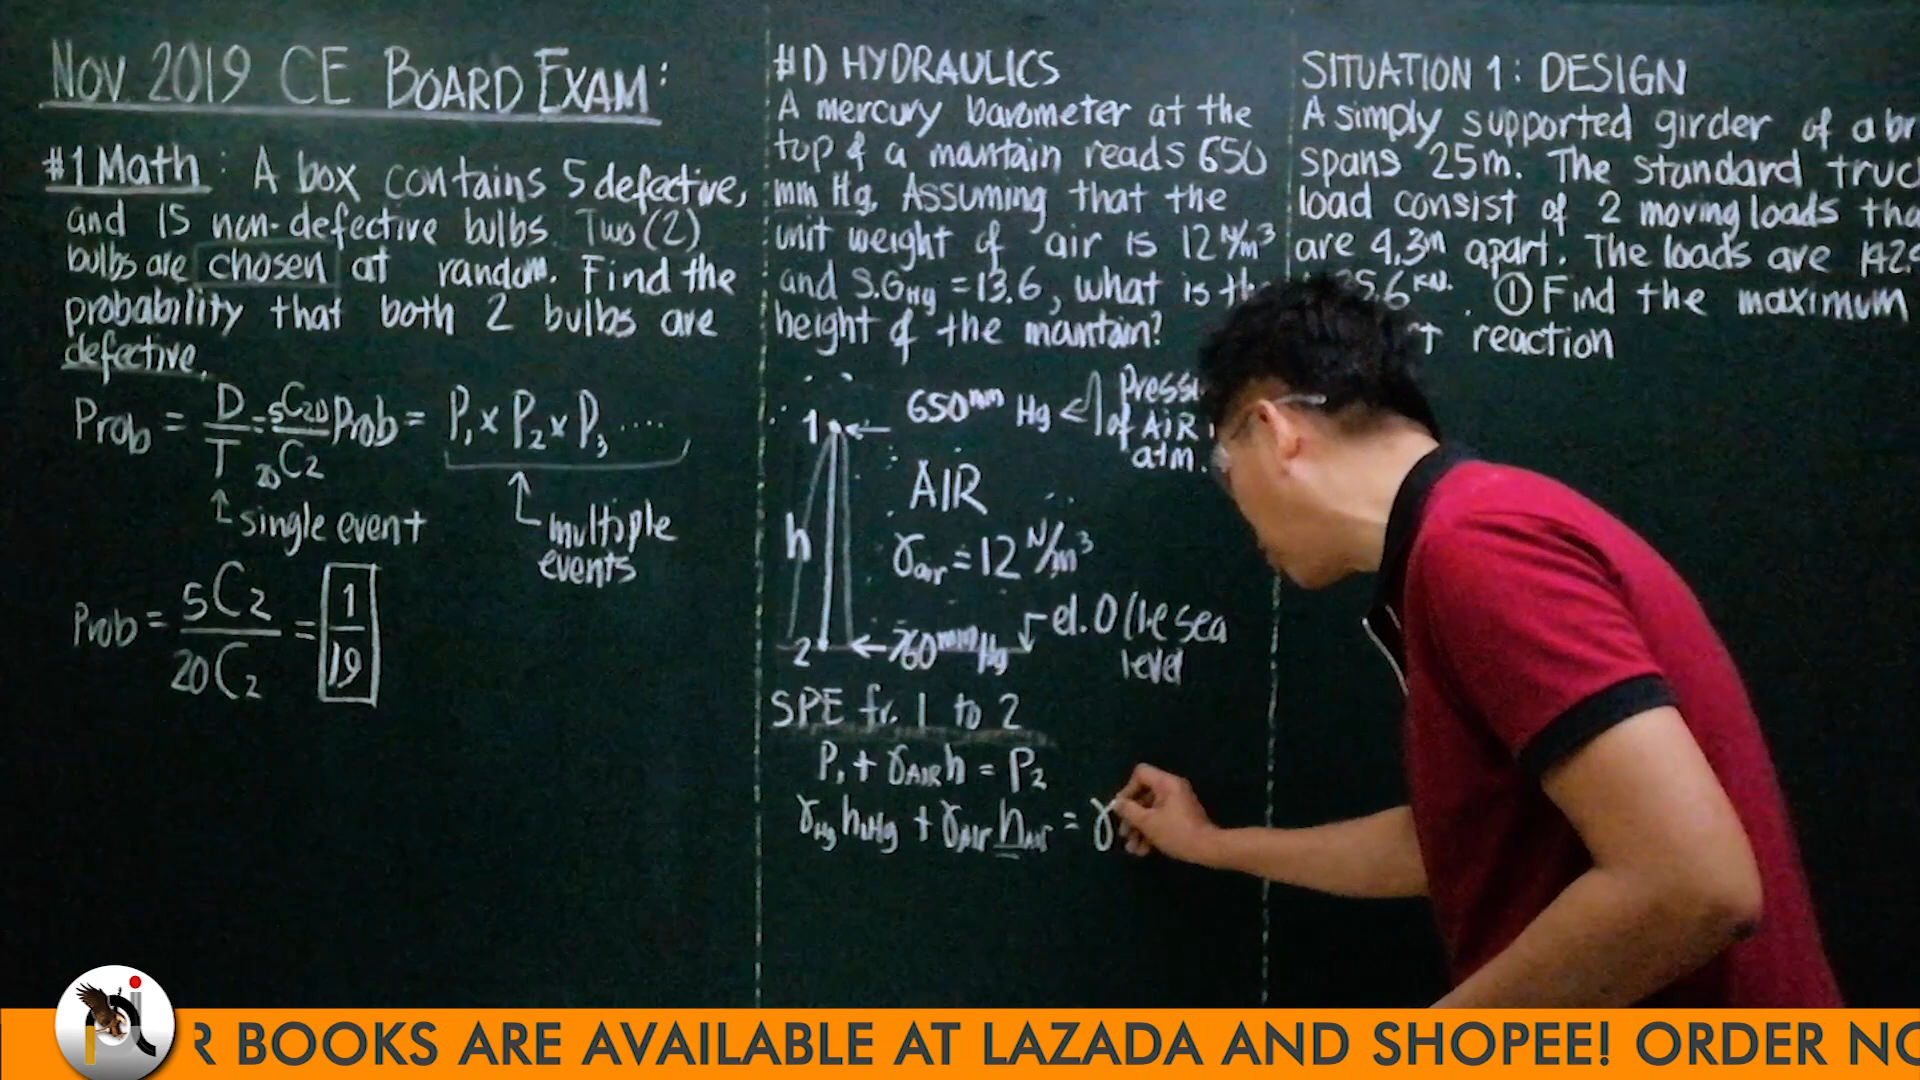 NOV. 2019 CE BOARD EXAM:
#1 Math: A box contains 5 defective,
and 15 non-defective bulbs. Two (2)
bulbs are chosen at random. Find the
probability that both 2 bulbs are
defective.
Prob = D/T = 5C2D/20C2 Prob = P1 x P2 x P3 .....
single event
multiple
events
Prob = 5C2/20C2 = 1/19
#1) HYDRAULICS
A mercury barometer at the
top of a mantain reads 650
mm Hg. Assuming that the
unit weight of air is 12 N/m³
and S.GHg = 13.6, what is
height of the mantain?
650mm Hg
of AIR
atm.
1
AIR
h
γair = 12 N/m³
el. 0 (i.e sea
level
2
760mm Hg
SPE fr. 1 to 2
P1 + γAIR h = P2
γHg h1Hg + γAIR hAIR = γ
SITUATION 1: DESIGN
A simply supported girder of a
spans 25m. The standard
load consist of 2 moving loads
are 4.3m apart. The loads are
① Find the maximum
reaction
R BOOKS ARE AVAILABLE AT LAZADA AND SHOPEE! ORDER